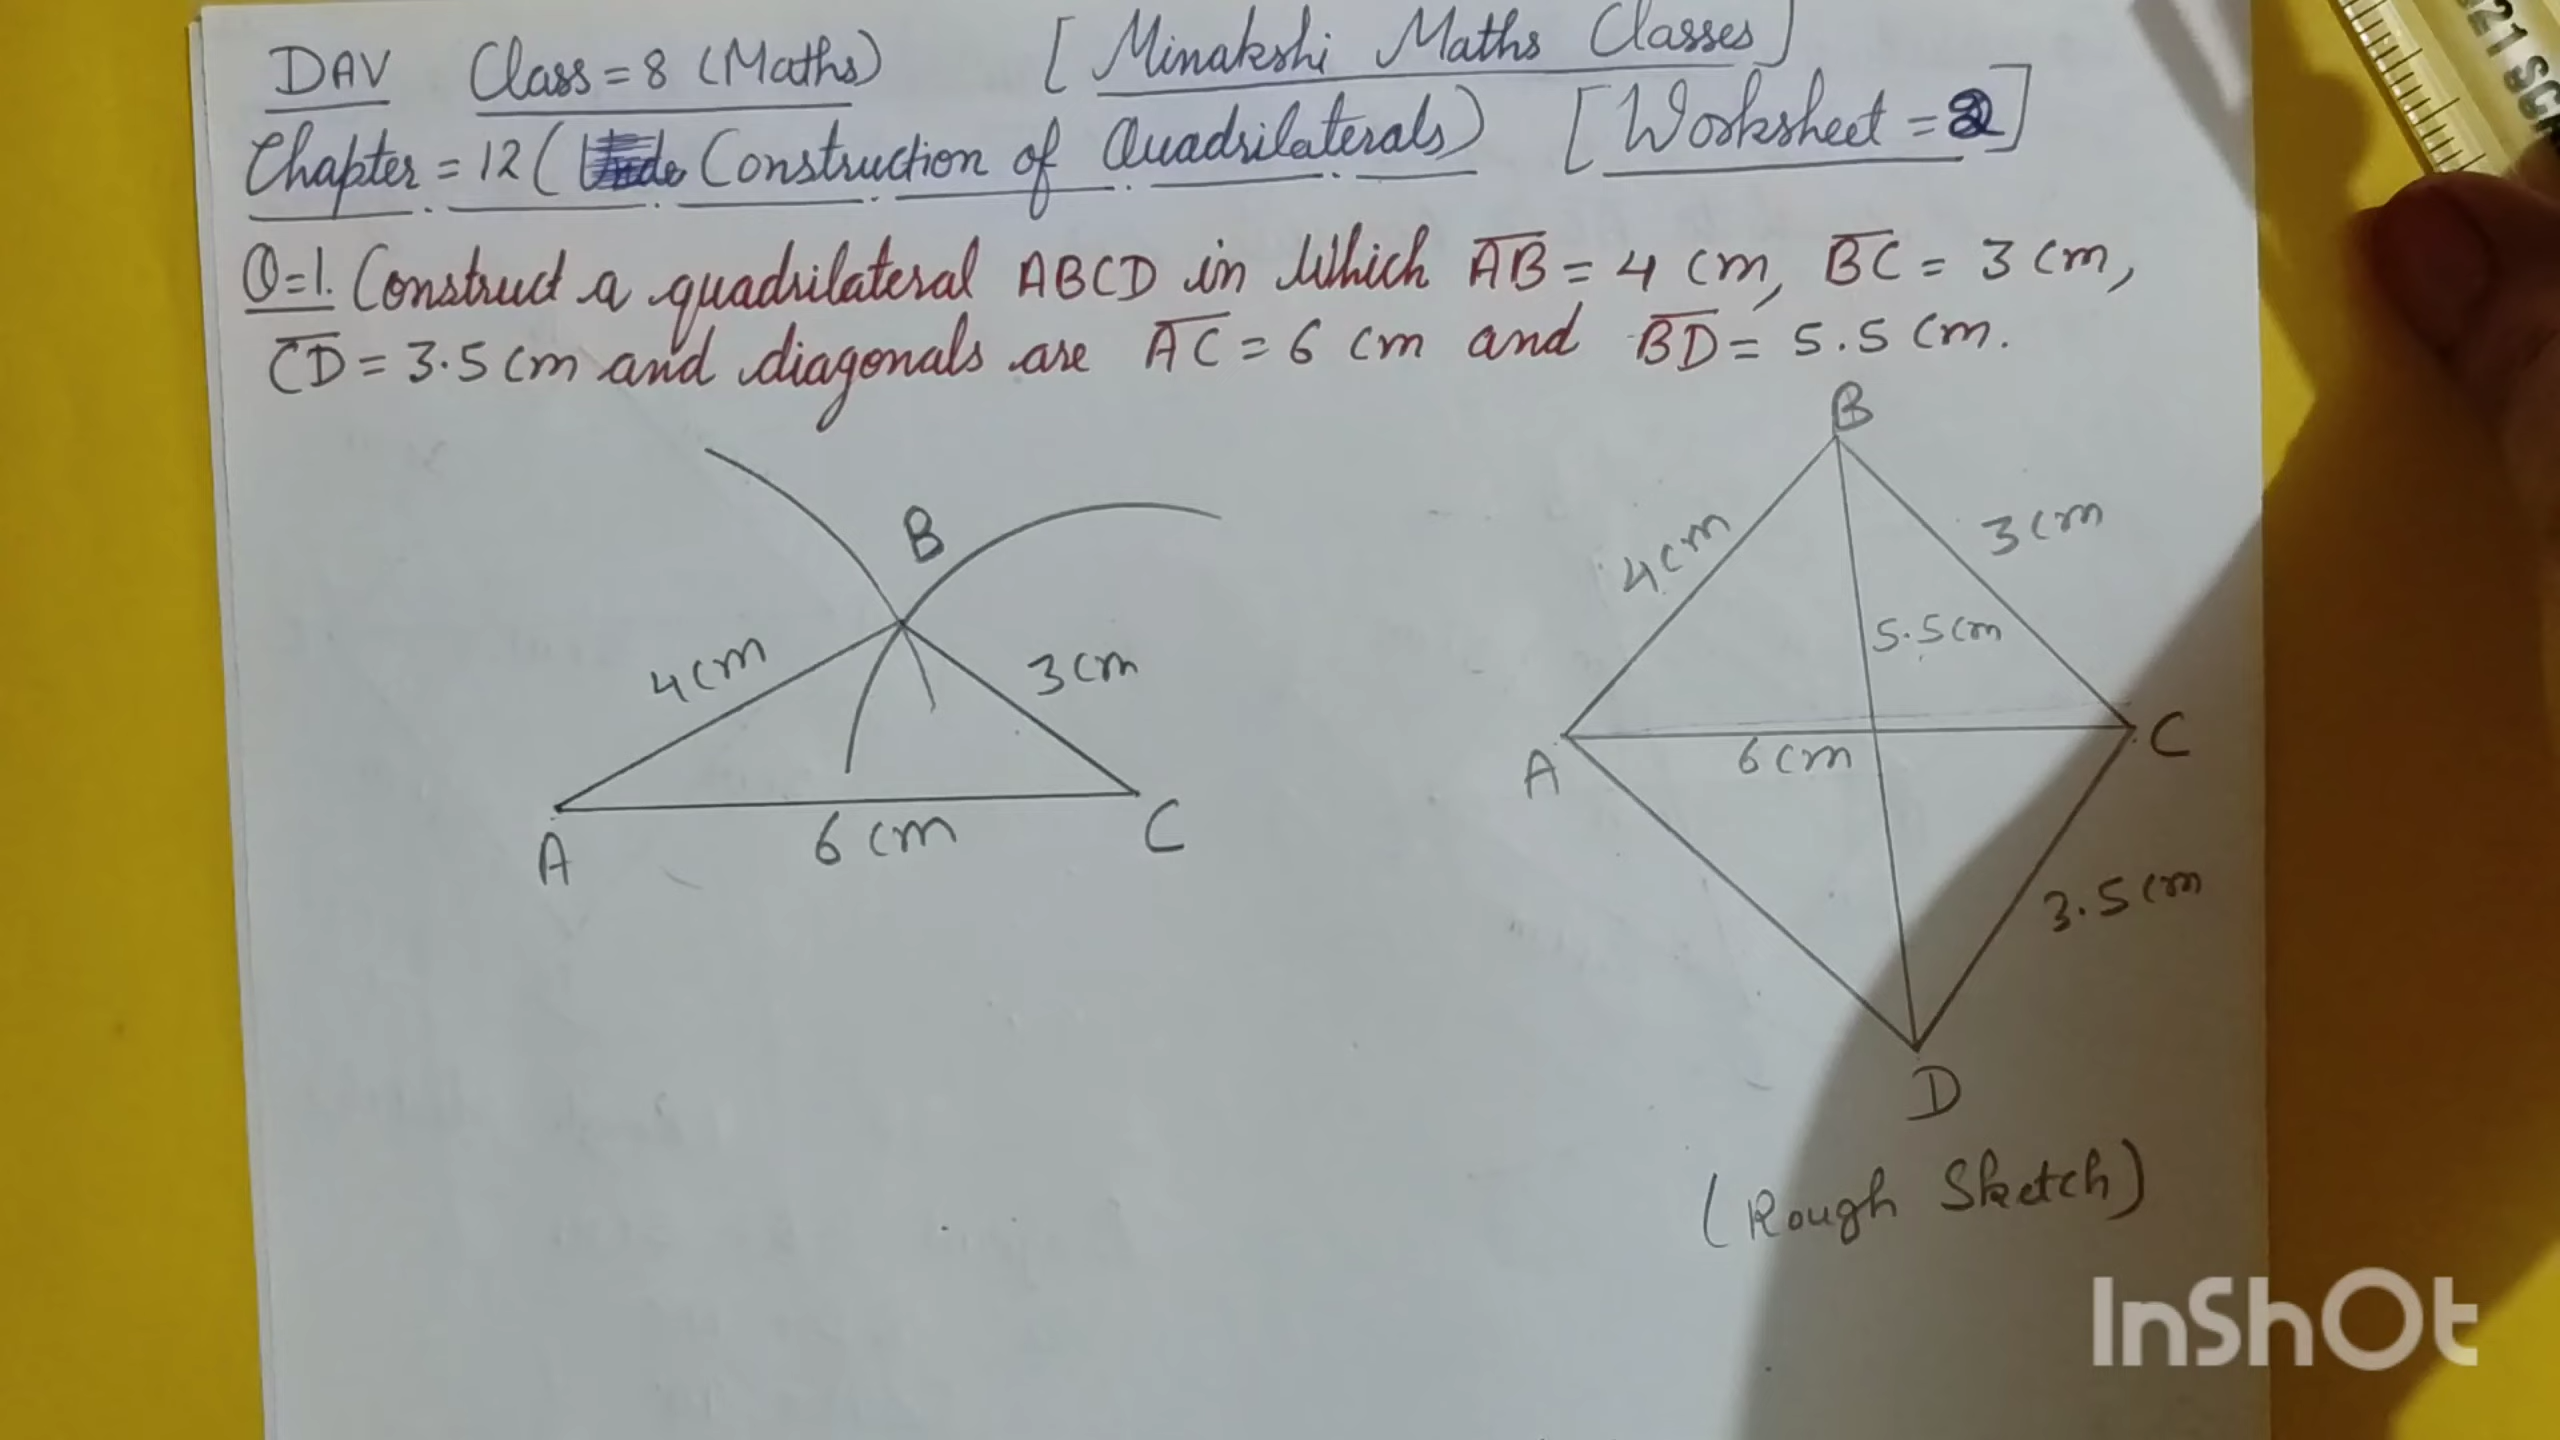 DAV Class=8 (Maths) [Minakshi Maths Classes]
Chapter=12 (Construction of Quadrilaterals) [Worksheet=2]
Q=1. Construct a quadrilateral ABCD in which AB = 4 cm, BC = 3 cm,
CD = 3.5 cm and diagonals are AC = 6 cm and BD = 5.5 cm.
B
4cm
3cm
A
6 cm
C
B
4cm
3cm
5.5cm
A
6cm
C
3.5cm
D
(Rough Sketch)
InShOt